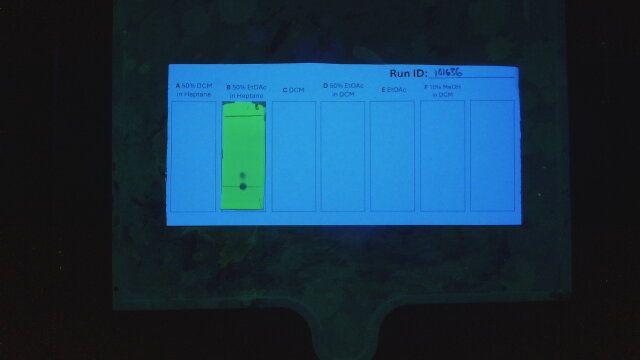 Run ID: 101636
A 50% DCM
in Heptane
B 50% EtOAc
in Heptane
C DCM
D 50% EtOAc
in DCM
E EtOAc
F 10% MeOH
in DCM